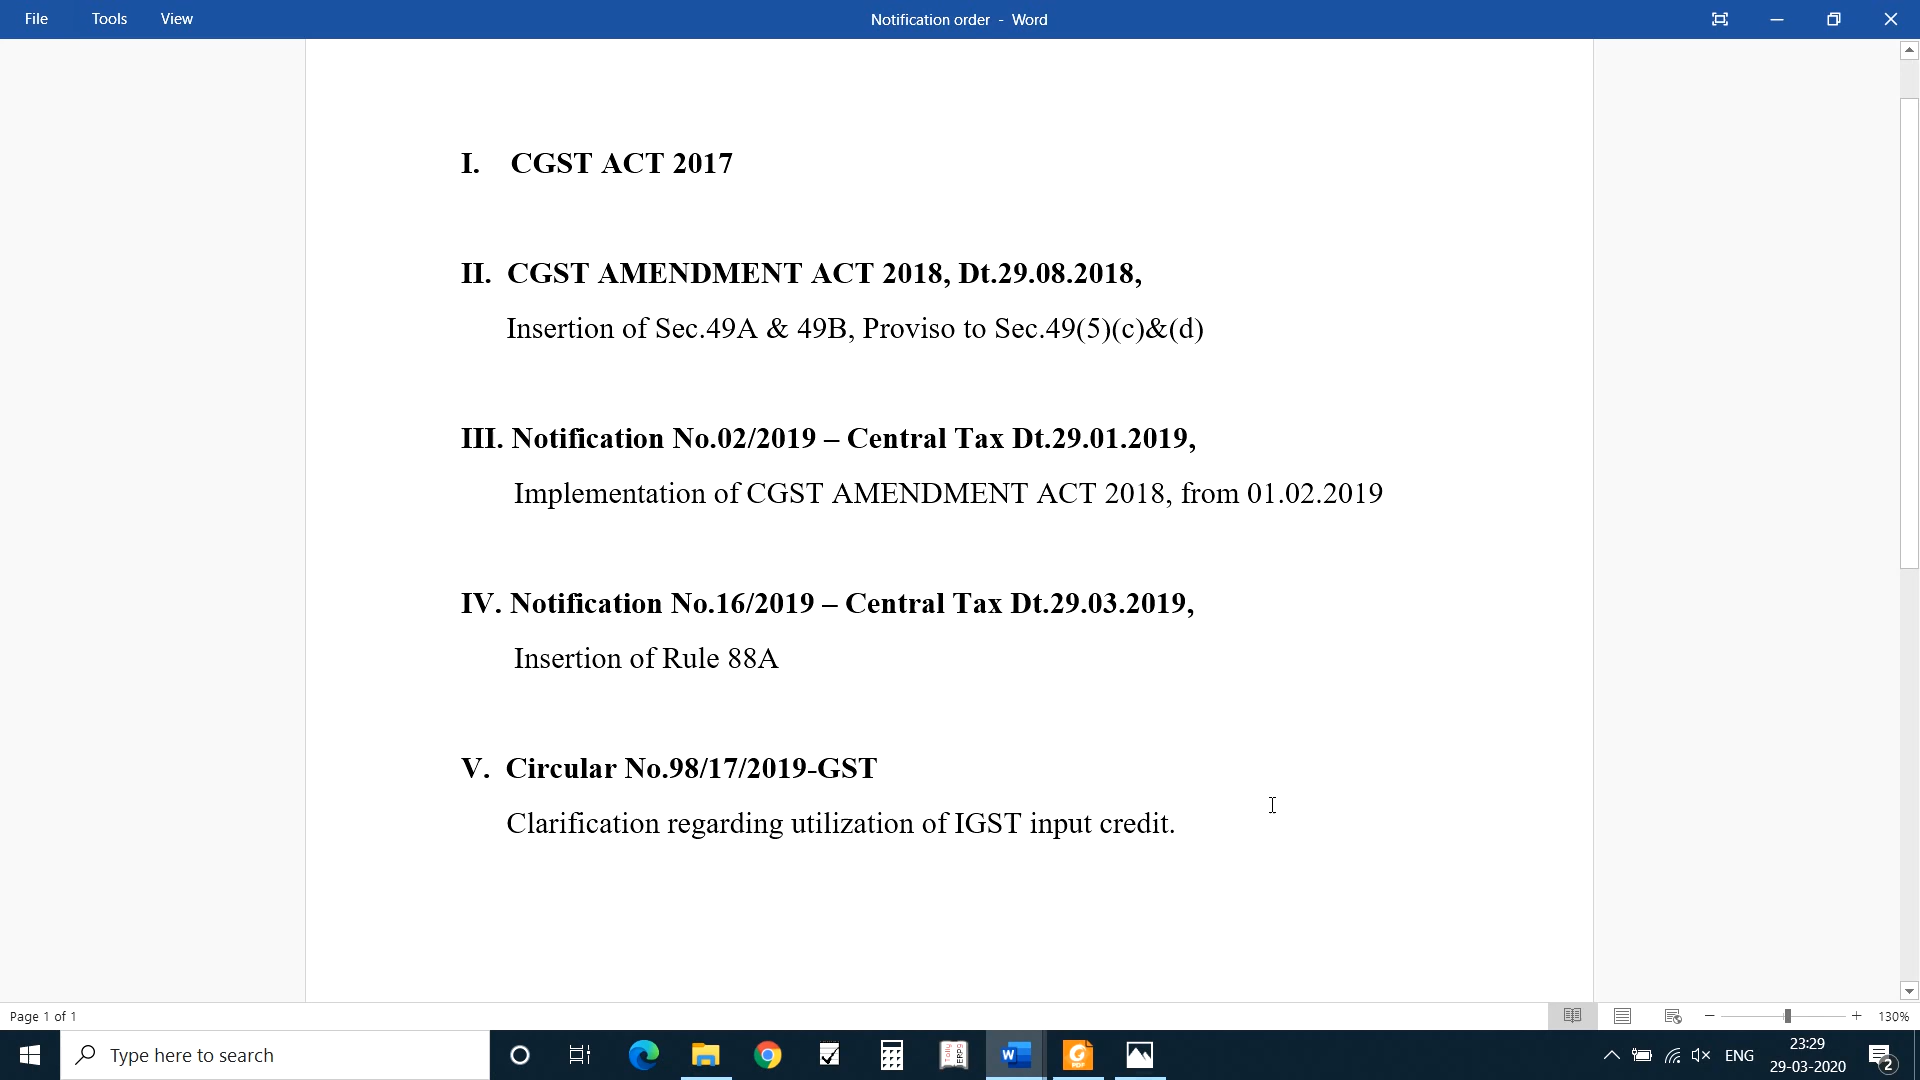 File Tools View Notification order - Word
I. CGST ACT 2017
II. CGST AMENDMENT ACT 2018, Dt.29.08.2018,
Insertion of Sec.49A & 49B, Proviso to Sec.49(5)(c)&(d)
III. Notification No.02/2019 – Central Tax Dt.29.01.2019,
Implementation of CGST AMENDMENT ACT 2018, from 01.02.2019
IV. Notification No.16/2019 – Central Tax Dt.29.03.2019,
Insertion of Rule 88A
V. Circular No.98/17/2019-GST
Clarification regarding utilization of IGST input credit.
Page 1 of 1 130%
Type here to search
Tally ERP9
PDF
ENG
23:29
29-03-2020
2